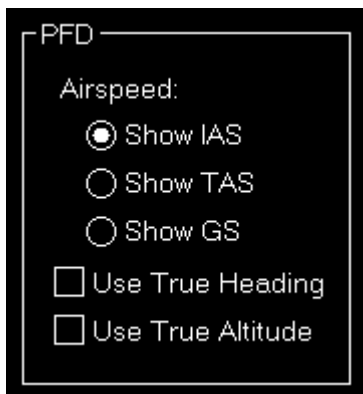 PFD
Airspeed:
Show IAS
Show TAS
Show GS
Use True Heading
Use True Altitude